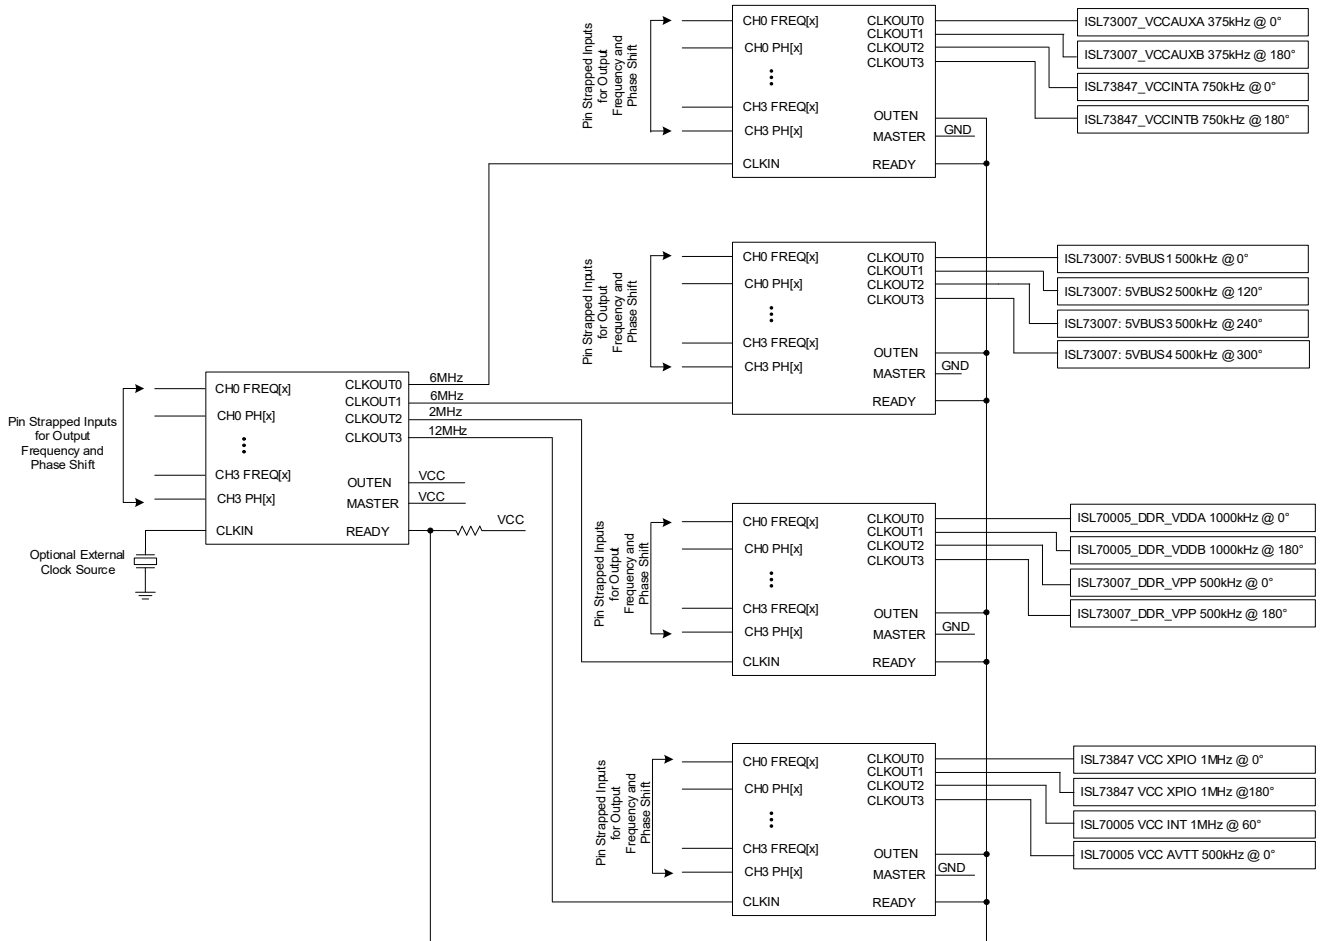 Pin Strapped Inputs
for Output
Frequency and
Phase Shift
CH0 FREQ[x]
CH0 PH[x]
CH3 FREQ[x]
CH3 PH[x]
CLKIN
CLKOUT0
CLKOUT1
CLKOUT2
CLKOUT3
OUTEN
MASTER
READY
GND
ISL73007_VCCAUXA 375kHz @ 0°
ISL73007_VCCAUXB 375kHz @ 180°
ISL73847_VCCINTA 750kHz @ 0°
ISL73847_VCCINTB 750kHz @ 180°
Pin Strapped Inputs
for Output
Frequency and
Phase Shift
CH0 FREQ[x]
CH0 PH[x]
CH3 FREQ[x]
CH3 PH[x]
CLKOUT0
CLKOUT1
CLKOUT2
CLKOUT3
OUTEN
MASTER
READY
GND
ISL73007: 5VBUS1 500kHz @ 0°
ISL73007: 5VBUS2 500kHz @ 120°
ISL73007: 5VBUS3 500kHz @ 240°
ISL73007: 5VBUS4 500kHz @ 300°
Pin Strapped Inputs
for Output
Frequency and
Phase Shift
CH0 FREQ[x]
CH0 PH[x]
CH3 FREQ[x]
CH3 PH[x]
CLKIN
CLKOUT0
CLKOUT1
CLKOUT2
CLKOUT3
OUTEN
MASTER
READY
6MHz
6MHz
2MHz
12MHz
VCC
VCC
VCC
Optional External
Clock Source
Pin Strapped Inputs
for Output
Frequency and
Phase Shift
CH0 FREQ[x]
CH0 PH[x]
CH3 FREQ[x]
CH3 PH[x]
CLKIN
CLKOUT0
CLKOUT1
CLKOUT2
CLKOUT3
OUTEN
MASTER
READY
GND
ISL70005_DDR_VDDA 1000kHz @ 0°
ISL70005_DDR_VDDB 1000kHz @ 180°
ISL73007_DDR_VPP 500kHz @ 0°
ISL73007_DDR_VPP 500kHz @ 180°
Pin Strapped Inputs
for Output
Frequency and
Phase Shift
CH0 FREQ[x]
CH0 PH[x]
CH3 FREQ[x]
CH3 PH[x]
CLKIN
CLKOUT0
CLKOUT1
CLKOUT2
CLKOUT3
OUTEN
MASTER
READY
GND
ISL73847 VCC XPIO 1MHz @ 0°
ISL73847 VCC XPIO 1MHz @180°
ISL70005 VCC INT 1MHz @ 60°
ISL70005 VCC AVTT 500kHz @ 0°